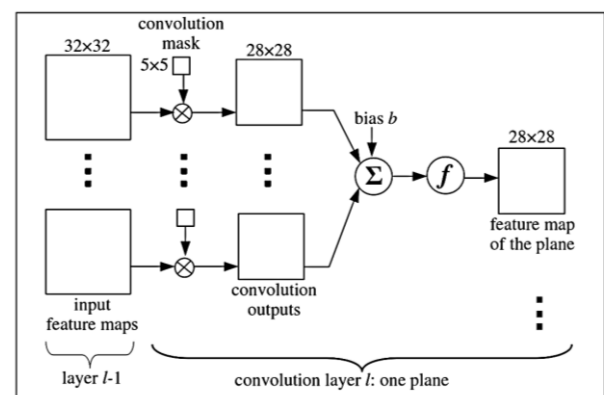 convolution
mask
32×32
5×5
28×28
bias b
Σ
f
28×28
feature map
of the plane
input
feature maps
convolution
outputs
layer l-1
convolution layer l: one plane